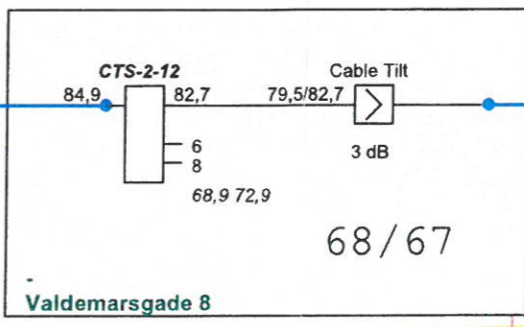 CTS-2-12
Cable Tilt
84,9
82,7
79,5/82,7
6
8
3 dB
68,9 72,9
68/67
-
Valdemarsgade 8